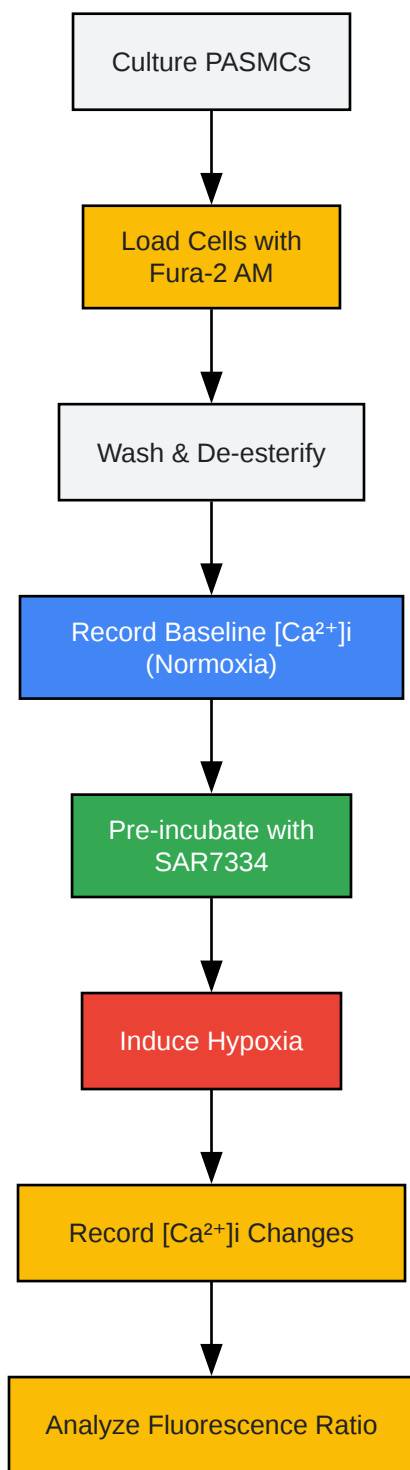 Culture PASMCs
Load Cells with
Fura-2 AM
Wash & De-esterify
Record Baseline [Ca²⁺]i
(Normoxia)
Pre-incubate with
SAR7334
Induce Hypoxia
Record [Ca²⁺]i Changes
Analyze Fluorescence Ratio